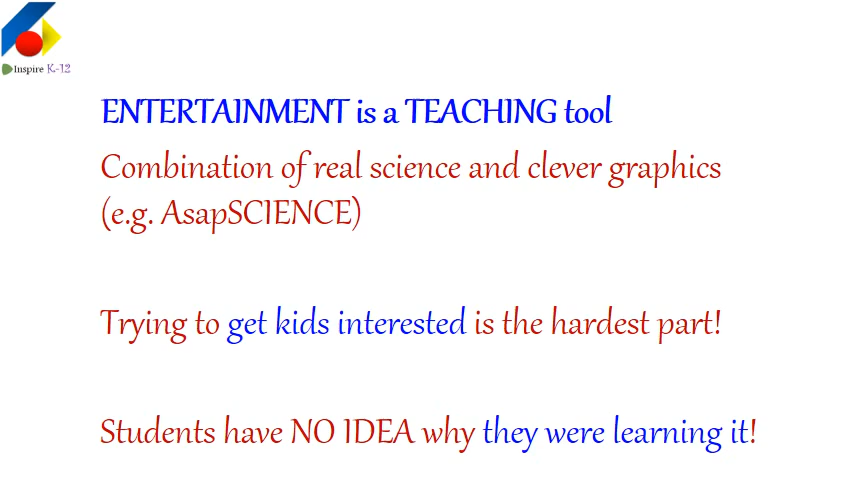 Inspire K-12
ENTERTAINMENT is a TEACHING tool
Combination of real science and clever graphics
(e.g. AsapSCIENCE)
Trying to get kids interested is the hardest part!
Students have NO IDEA why they were learning it!